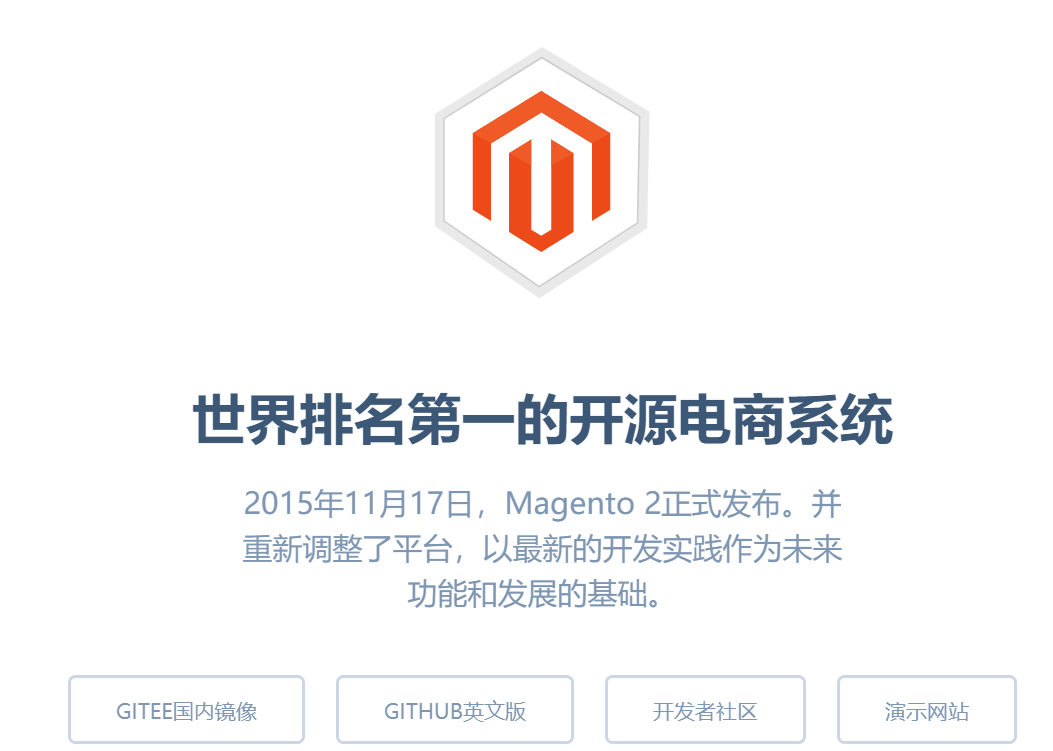 世界排名第一的开源电商系统
2015年11月17日，Magento 2正式发布。并
重新调整了平台，以最新的开发实践作为未来
功能和发展的基础。
GITEE国内镜像
GITHUB英文版
开发者社区
演示网站